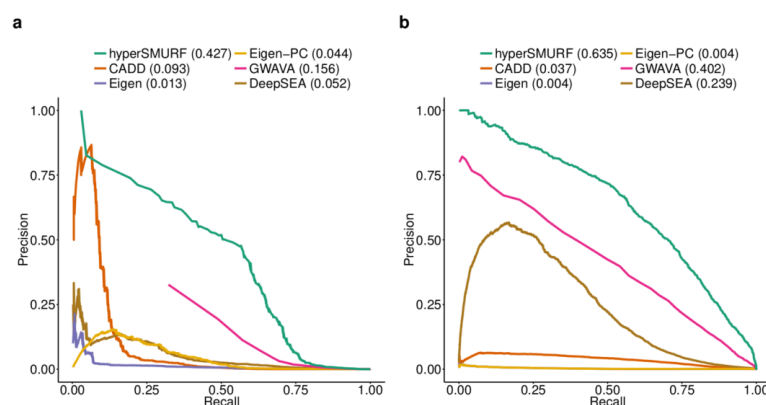 a
hyperSMURF (0.427) Eigen-PC (0.044)
CADD (0.093) GWAVA (0.156)
Eigen (0.013) DeepSEA (0.052)
1.00
0.75
0.50
0.25
0.00
Precision
0.00 0.25 0.50 0.75 1.00
Recall
b
hyperSMURF (0.635) Eigen-PC (0.004)
CADD (0.037) GWAVA (0.402)
Eigen (0.004) DeepSEA (0.239)
1.00
0.75
0.50
0.25
0.00
Precision
0.00 0.25 0.50 0.75 1.00
Recall